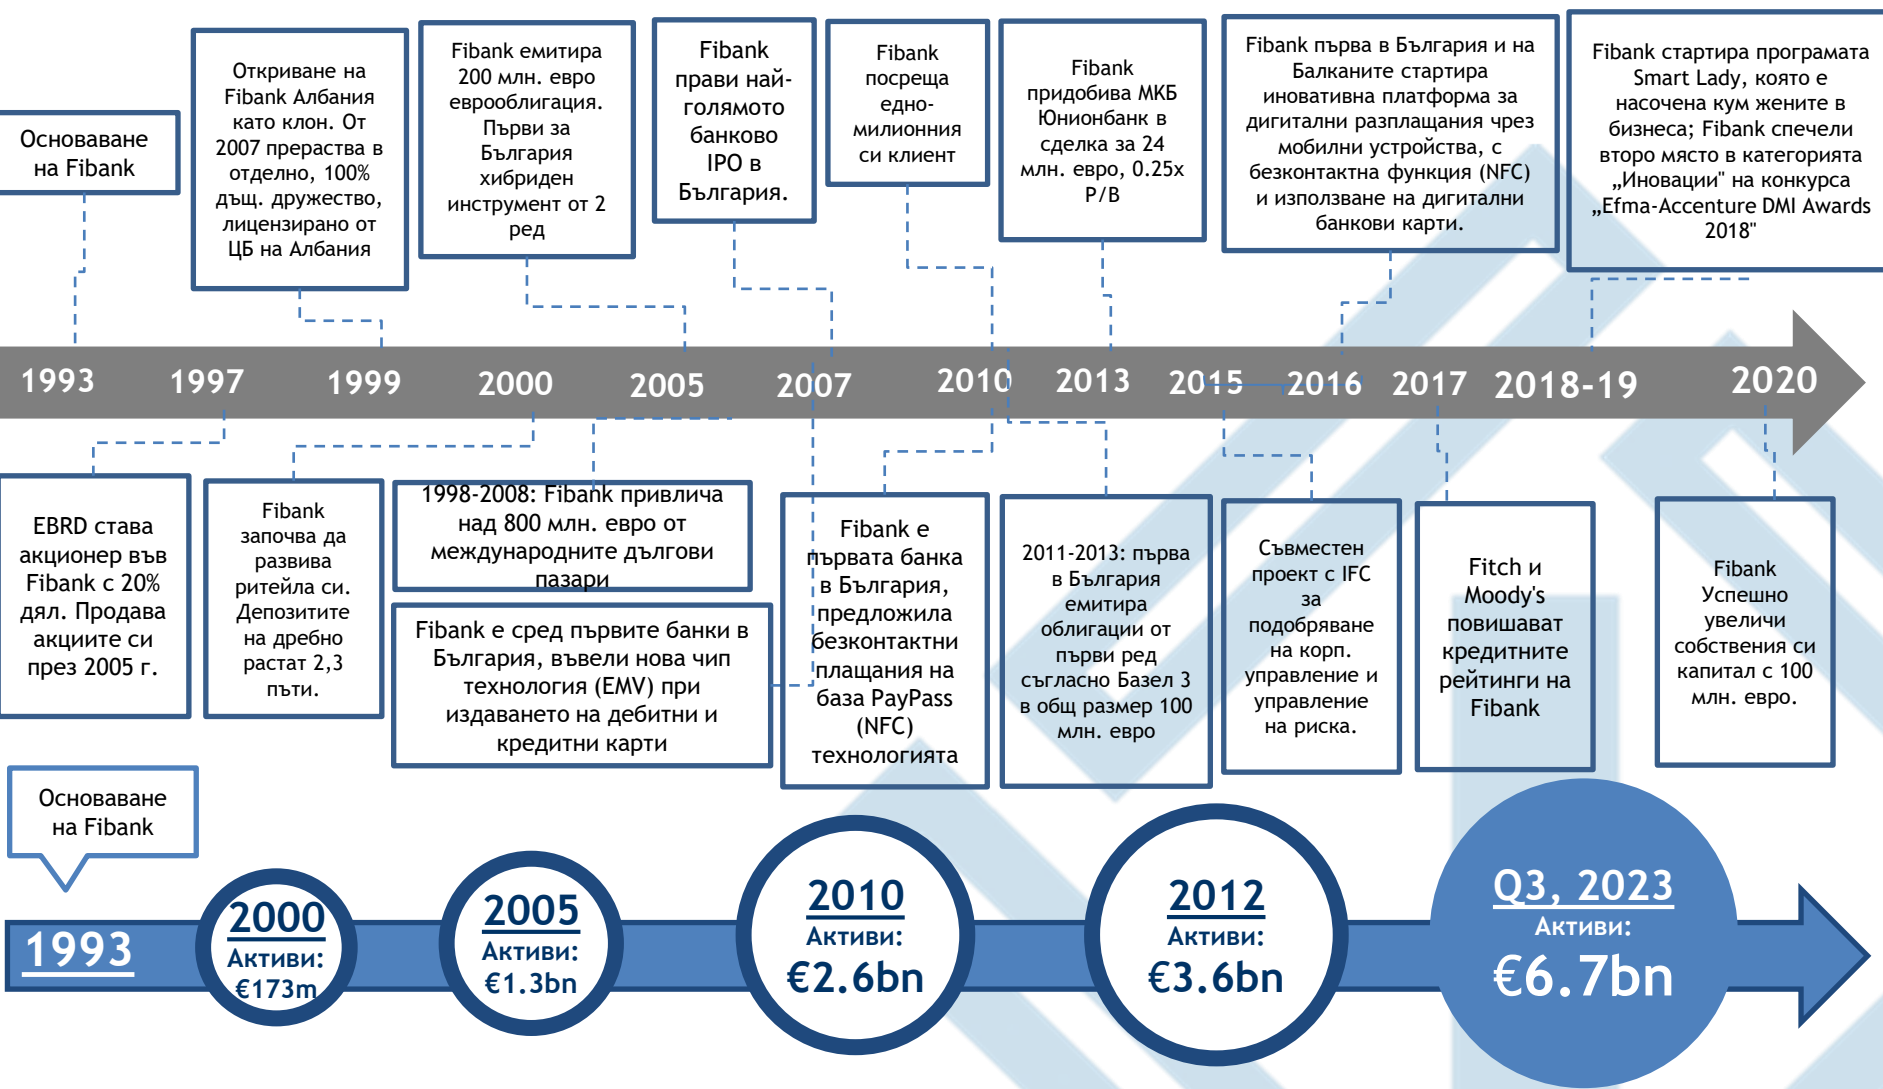 Основаване
на Fibank
Откриване на
Fibank Албания
като клон. От
2007 прераства в
отделно, 100%
дъщ. дружество,
лицензирано от
ЦБ на Албания
Fibank емитира
200 млн. евро
еврооблигация.
Първи за
България
хибриден
инструмент от 2
ред
Fibank
прави най-
голямото
банково
IPO в
България.
Fibank
посреща
едно-
милионния
си клиент
Fibank
придобива МКБ
Юнионбанк в
сделка за 24
млн. евро, 0.25x
P/B
Fibank първа в България и на
Балканите стартира
иновативна платформа за
дигитални разплащания чрез
мобилни устройства, с
безконтактна функция (NFC)
и използване на дигитални
банкови карти.
Fibank стартира програмата
Smart Lady, която е
насочена кум жените в
бизнеса; Fibank спечели
второ място в категорията
„Иновации" на конкурса
„Efma-Accenture DMI Awards
2018"
1993 1997 1999 2000 2005 2007 2010 2013 2015 2016 2017 2018-19 2020
EBRD става
акционер във
Fibank с 20%
дял. Продава
акциите си
през 2005 г.
Fibank
започва да
развива
ритейла си.
Депозитите
на дребно
растат 2,3
пъти.
1998-2008: Fibank привлича
над 800 млн. евро от
международните дългови
пазари
Fibank е сред първите банки в
България, въвели нова чип
технология (EMV) при
издаването на дебитни и
кредитни карти
Fibank е
първата банка
в България,
предложила
безконтактни
плащания на
база PayPass
(NFC)
технологията
2011-2013: първа
в България
емитира
облигации от
първи ред
съгласно Базел 3
в общ размер 100
млн. евро
Съвместен
проект с IFC
за
подобряване
на корп.
управление и
управление
на риска.
Fitch и
Moody's
повишават
кредитните
рейтинги на
Fibank
Fibank
Успешно
увеличи
собствения си
капитал с 100
млн. евро.
Основаване
на Fibank
1993
2000
Активи:
€173m
2005
Активи:
€1.3bn
2010
Активи:
€2.6bn
2012
Активи:
€3.6bn
Q3, 2023
Активи:
€6.7bn